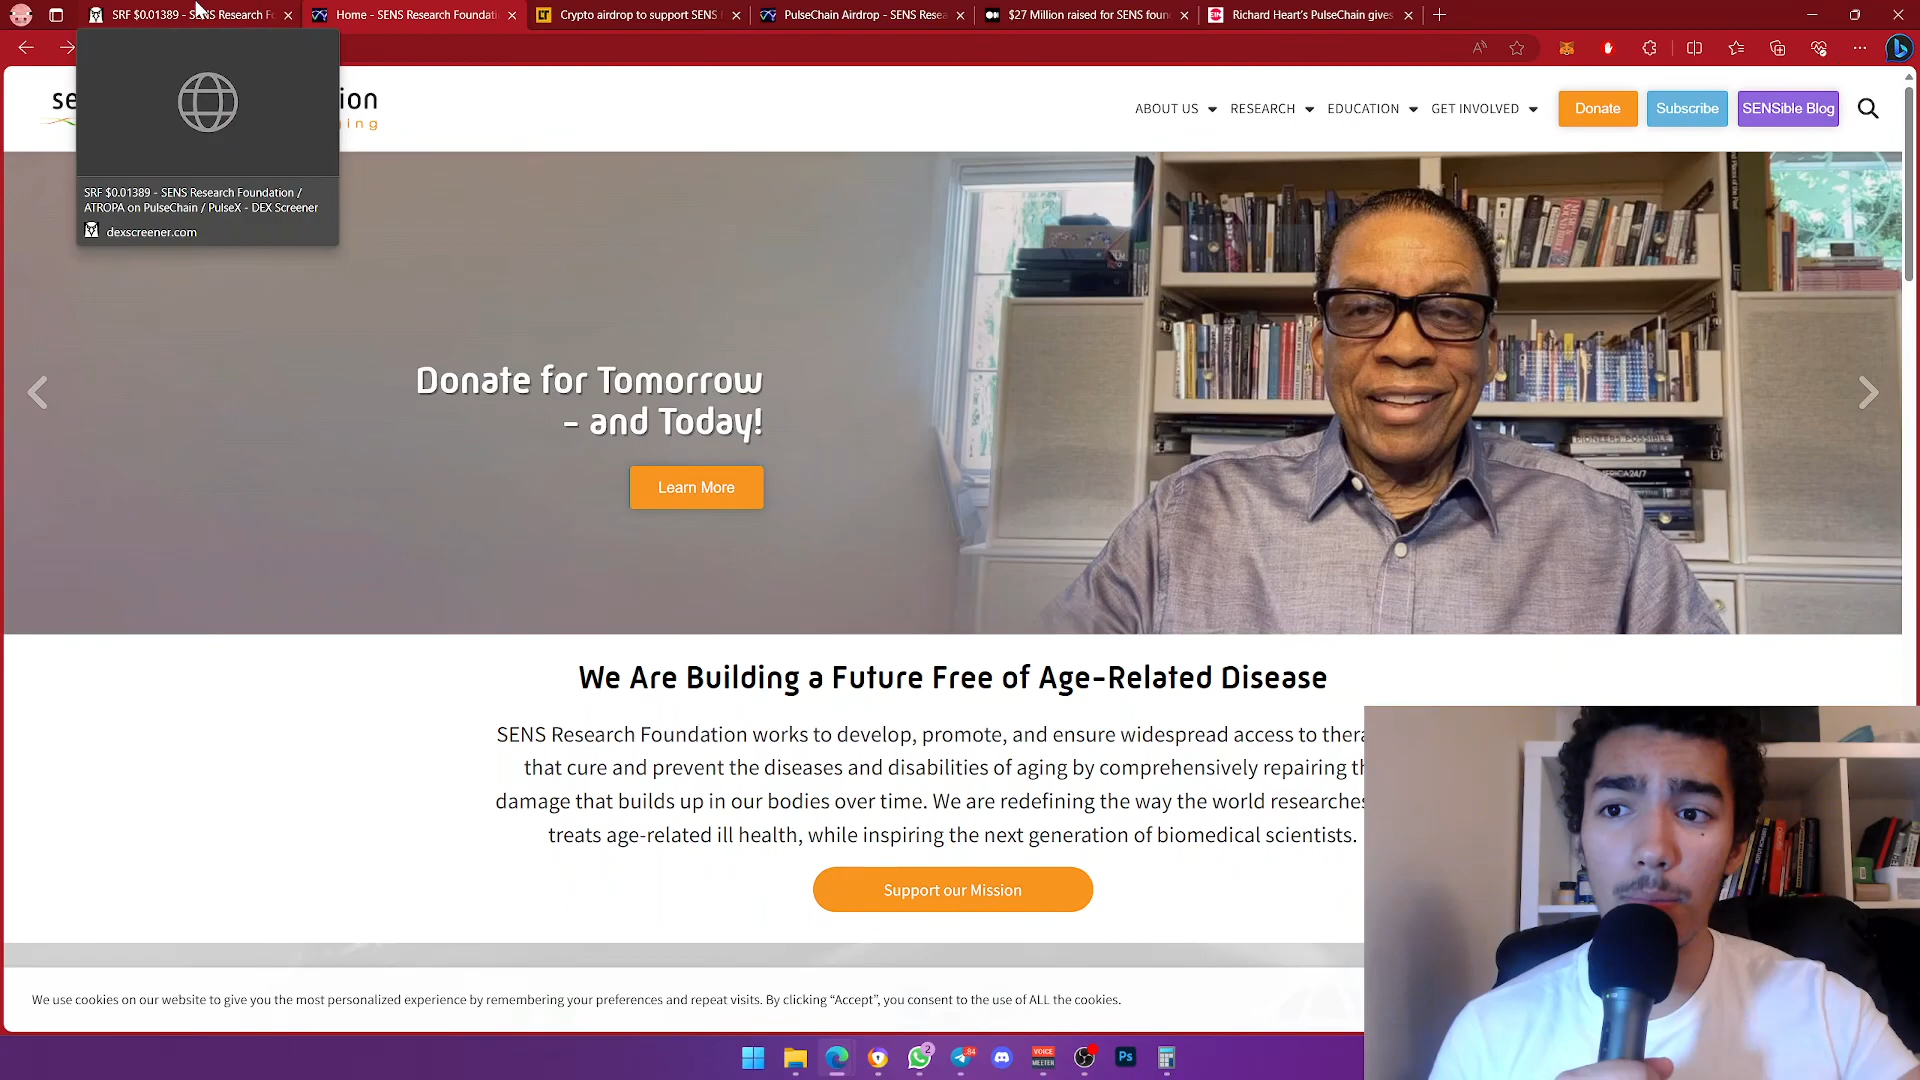 SRF $0.01389 - SENS Research Fo
Home - SENS Research Foundati
Crypto airdrop to support SENS
PulseChain Airdrop - SENS Resea
$27 Million raised for SENS foun
Richard Heart's PulseChain gives
SRF $0.01389 - SENS Research Foundation /
ATROPA on PulseChain / PulseX - DEX Screener
dexscreener.com
se
ion
ing
ABOUT US
RESEARCH
EDUCATION
GET INVOLVED
Donate
Subscribe
SENSible Blog
Donate for Tomorrow
- and Today!
Learn More
We Are Building a Future Free of Age-Related Disease
SENS Research Foundation works to develop, promote, and ensure widespread access to thera
that cure and prevent the diseases and disabilities of aging by comprehensively repairing th
damage that builds up in our bodies over time. We are redefining the way the world researches
treats age-related ill health, while inspiring the next generation of biomedical scientists.
Support our Mission
We use cookies on our website to give you the most personalized experience by remembering your preferences and repeat visits. By clicking “Accept”, you consent to the use of ALL the cookies.
2
84
VOICE
MEETER
Ps